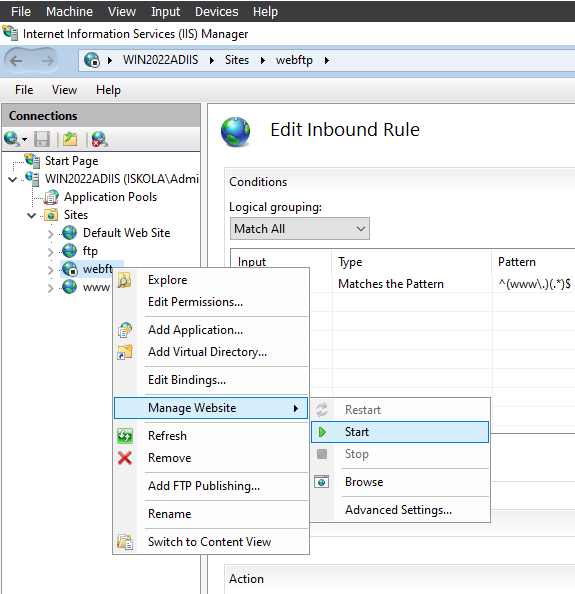 File Machine View Input Devices Help
Internet Information Services (IIS) Manager
WIN2022ADIIS Sites webftp
File View Help
Connections
Start Page
WIN2022ADIIS (ISKOLA\Admi
Application Pools
Sites
Default Web Site
ftp
webft
www
Edit Inbound Rule
Conditions
Logical grouping:
Match All
Input Type Pattern
Matches the Pattern ^(www\.)(.*)$
Explore
Edit Permissions...
Add Application...
Add Virtual Directory...
Edit Bindings...
Manage Website
Refresh
Remove
Add FTP Publishing...
Rename
Switch to Content View
Restart
Start
Stop
Browse
Advanced Settings...
Action